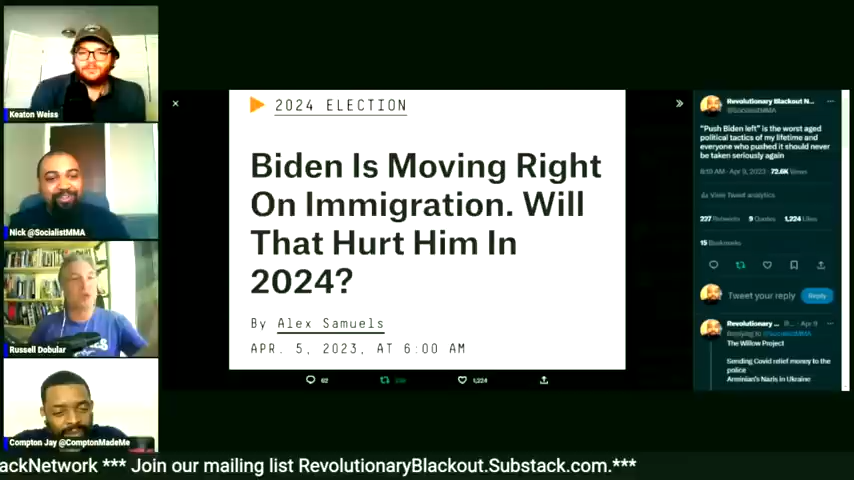 Keaton Weiss
Nick @SocialistMMA
Russell Dobular
Compton Jay @ComptonMadeMe
2024 ELECTION
Biden Is Moving Right
On Immigration. Will
That Hurt Him In
2024?
By Alex Samuels
APR. 5, 2023, AT 6:00 AM
62
1,224
Revolutionary Blackout N...
@SocialistMMA
"Push Biden left" is the worst aged
political tactics of my lifetime and
everyone who pushed it should never
be taken seriously again
8:19 AM · Apr 9, 2023 · 72.6K Views
View Tweet analytics
227 Retweets 9 Quotes 1,224 Likes
15 Bookmarks
Tweet your reply
Reply
Revolutionary ... Apr 9
Replying to @SocialistMMA
The Willow Project
Sending Covid relief money to the
police
Arminian's Nazis in Ukraine
ackNetwork *** Join our mailing list RevolutionaryBlackout.Substack.com.***